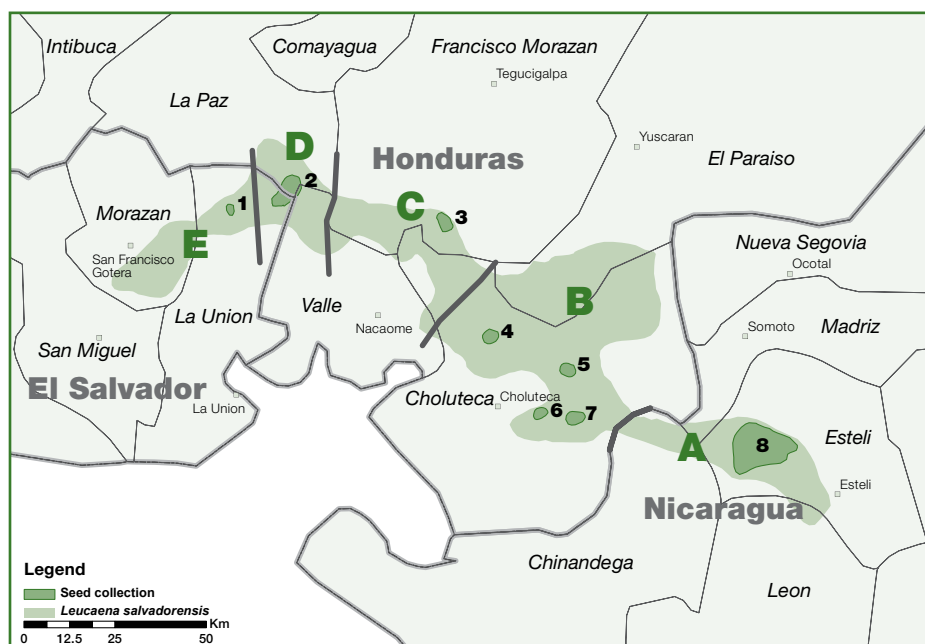 Intibuca
Comayagua
Francisco Morazan
Tegucigalpa
La Paz
Yuscaran
D
Honduras
El Paraiso
2
Morazan
1
C
3
San Francisco
Gotera
E
Nueva Segovia
Ocotal
B
La Union
Valle
Nacaome
4
Somoto
Madriz
San Miguel
El Salvador
5
La Union
Choluteca
Choluteca
6
7
A
8
Esteli
Esteli
Nicaragua
Chinandega
Leon
Legend
Seed collection
Leucaena salvadorensis
Km
0 12.5 25 50